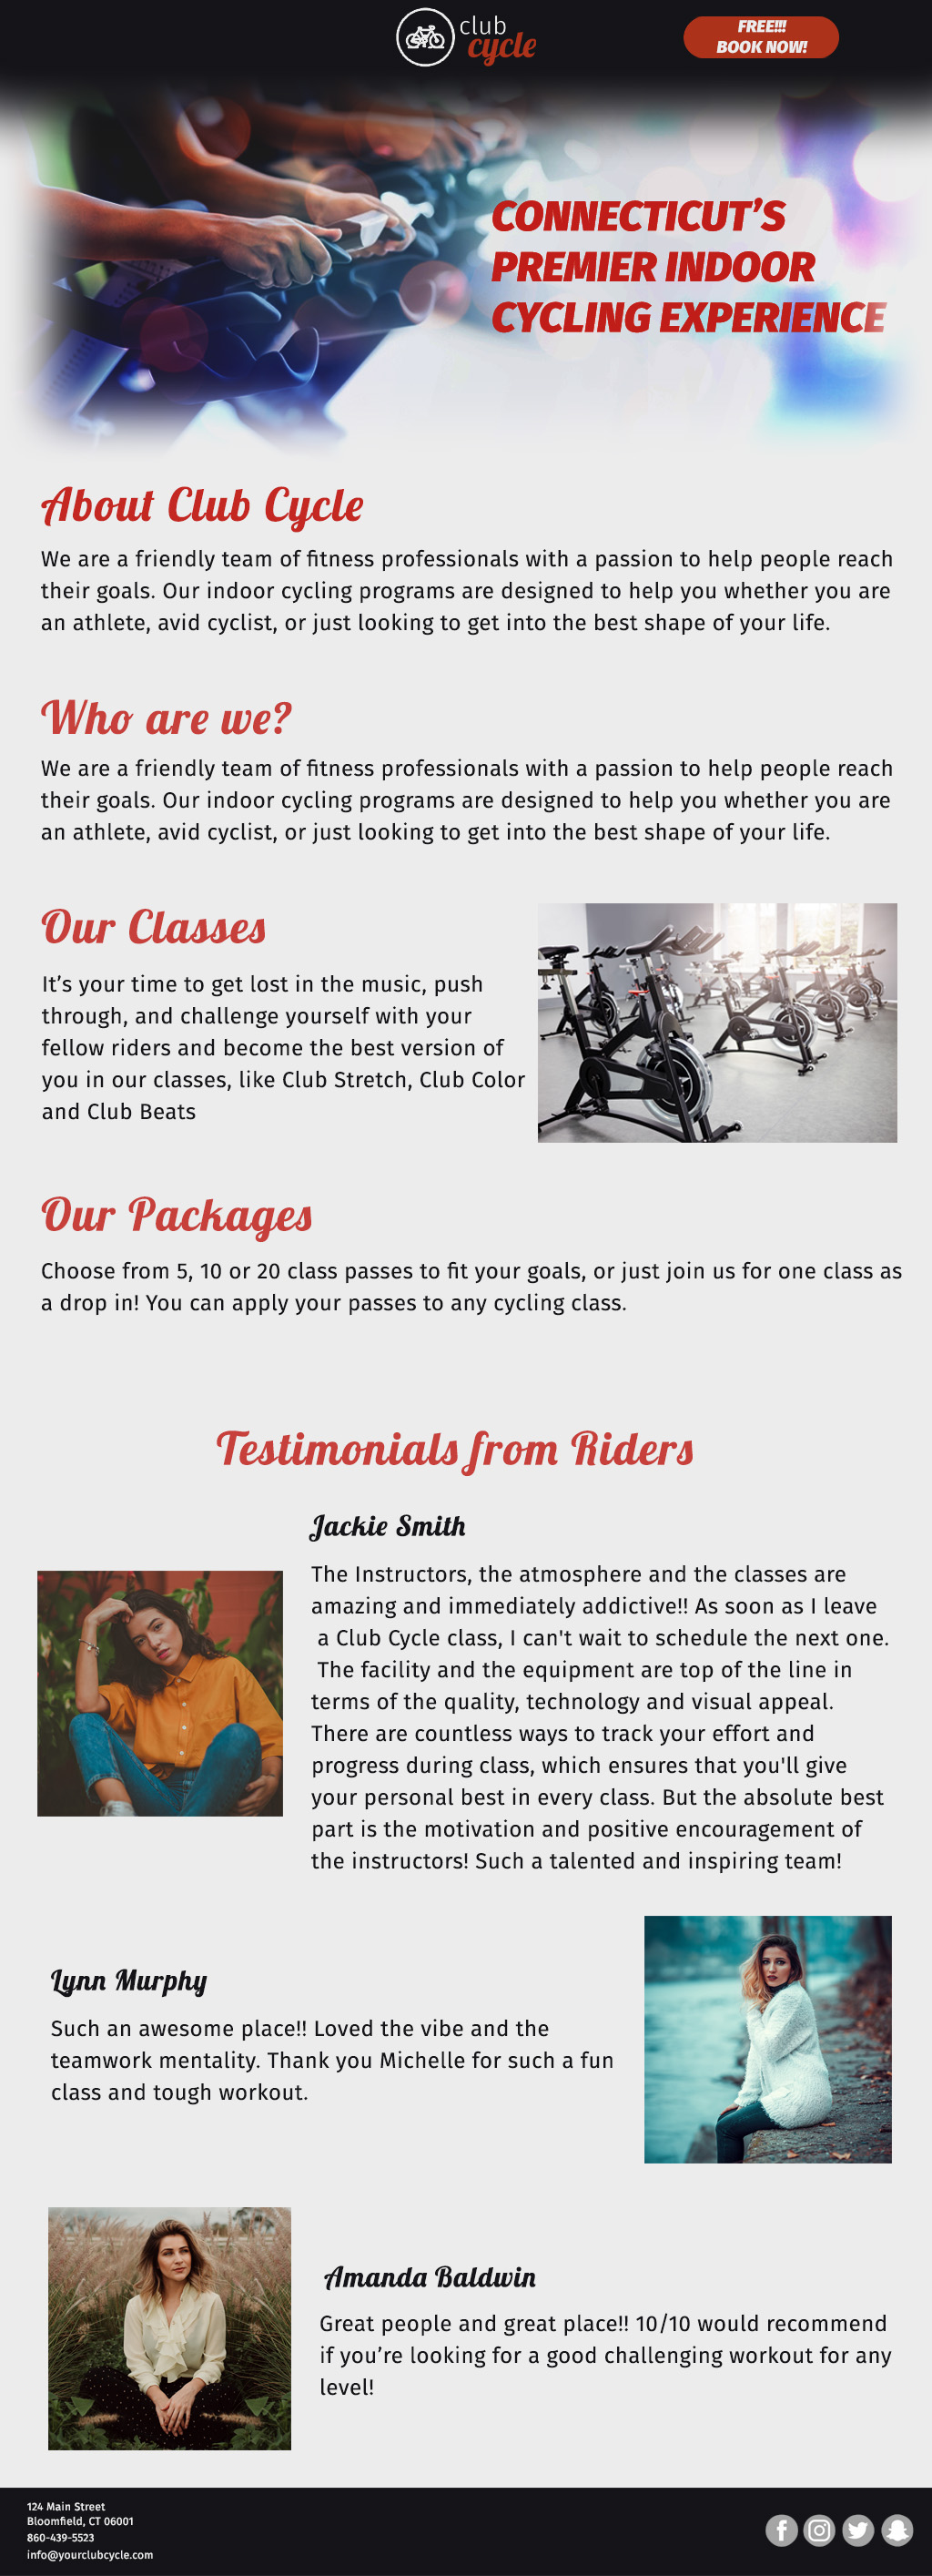 club
cycle
FREE!!!
BOOK NOW!
CONNECTICUT’S
PREMIER INDOOR
CYCLING EXPERIENCE
About Club Cycle
We are a friendly team of fitness professionals with a passion to help people reach
their goals. Our indoor cycling programs are designed to help you whether you are
an athlete, avid cyclist, or just looking to get into the best shape of your life.
Who are we?
We are a friendly team of fitness professionals with a passion to help people reach
their goals. Our indoor cycling programs are designed to help you whether you are
an athlete, avid cyclist, or just looking to get into the best shape of your life.
Our Classes
It’s your time to get lost in the music, push
through, and challenge yourself with your
fellow riders and become the best version of
you in our classes, like Club Stretch, Club Color
and Club Beats
Our Packages
Choose from 5, 10 or 20 class passes to fit your goals, or just join us for one class as
a drop in! You can apply your passes to any cycling class.
Testimonials from Riders
Jackie Smith
The Instructors, the atmosphere and the classes are
amazing and immediately addictive!! As soon as I leave
a Club Cycle class, I can't wait to schedule the next one.
The facility and the equipment are top of the line in
terms of the quality, technology and visual appeal.
There are countless ways to track your effort and
progress during class, which ensures that you'll give
your personal best in every class. But the absolute best
part is the motivation and positive encouragement of
the instructors! Such a talented and inspiring team!
Lynn Murphy
Such an awesome place!! Loved the vibe and the
teamwork mentality. Thank you Michelle for such a fun
class and tough workout.
Amanda Baldwin
Great people and great place!! 10/10 would recommend
if you’re looking for a good challenging workout for any
level!
124 Main Street
Bloomfield, CT 06001
860-439-5523
info@yourclubcycle.com